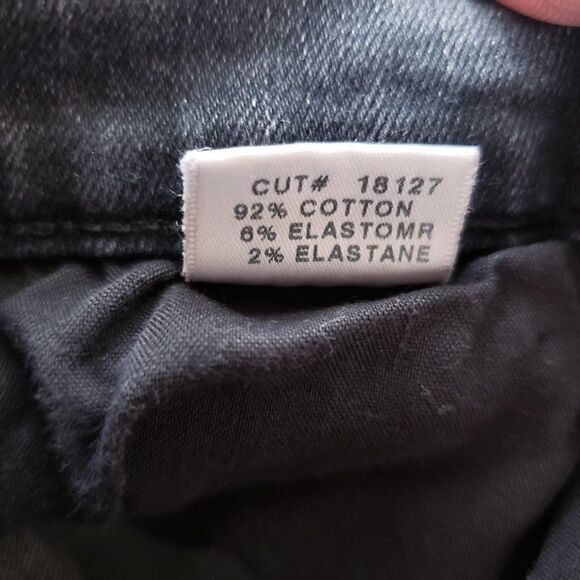 CUT# 18127
92% COTTON
6% ELASTOMR
2% ELASTANE